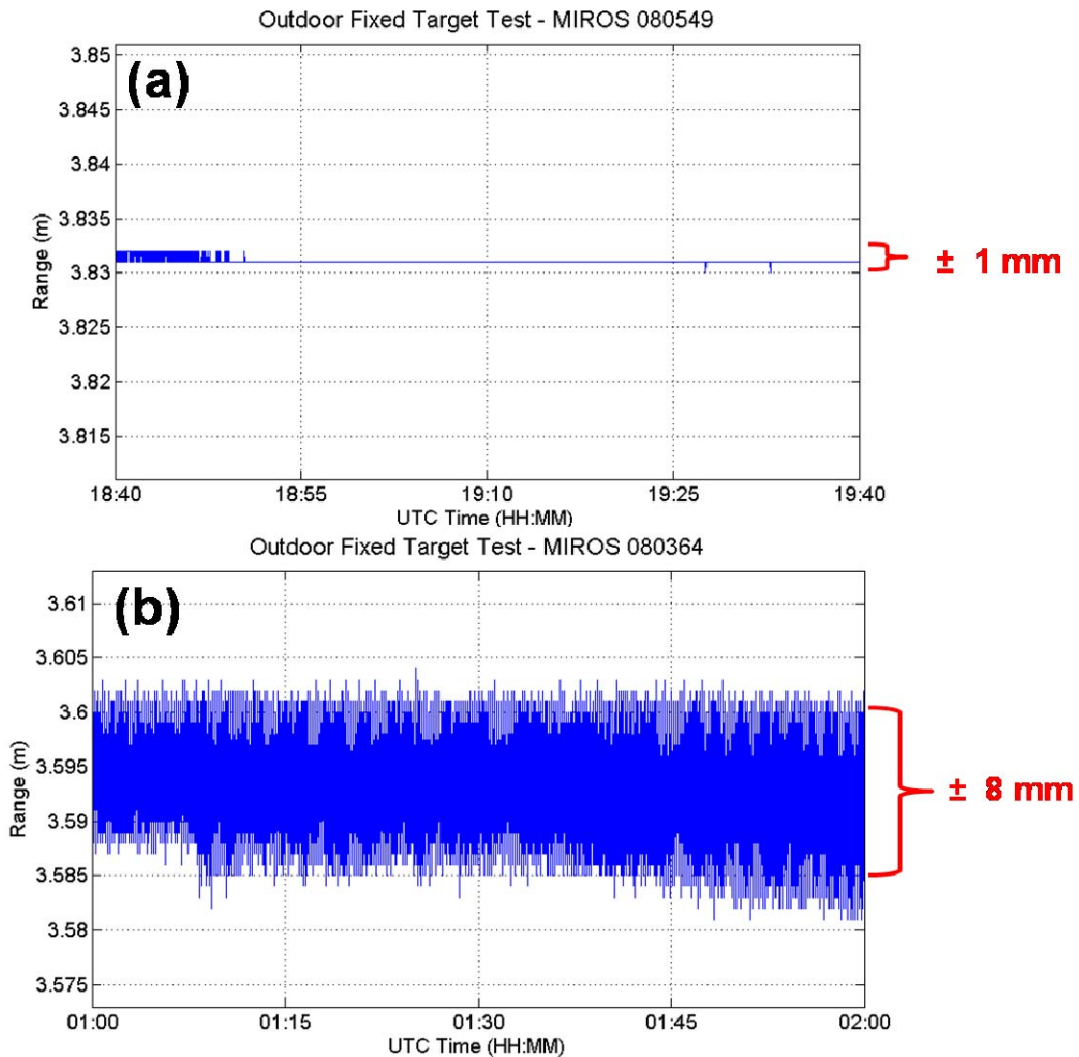 Outdoor Fixed Target Test - MIROS 080549
(a)
3.85
3.845
3.84
3.835
3.83
3.825
3.82
3.815
Range (m)
± 1 mm
18:40 18:55 19:10 19:25 19:40
UTC Time (HH:MM)
Outdoor Fixed Target Test - MIROS 080364
(b)
3.61
3.605
3.6
3.595
3.59
3.585
3.58
3.575
Range (m)
± 8 mm
01:00 01:15 01:30 01:45 02:00
UTC Time (HH:MM)